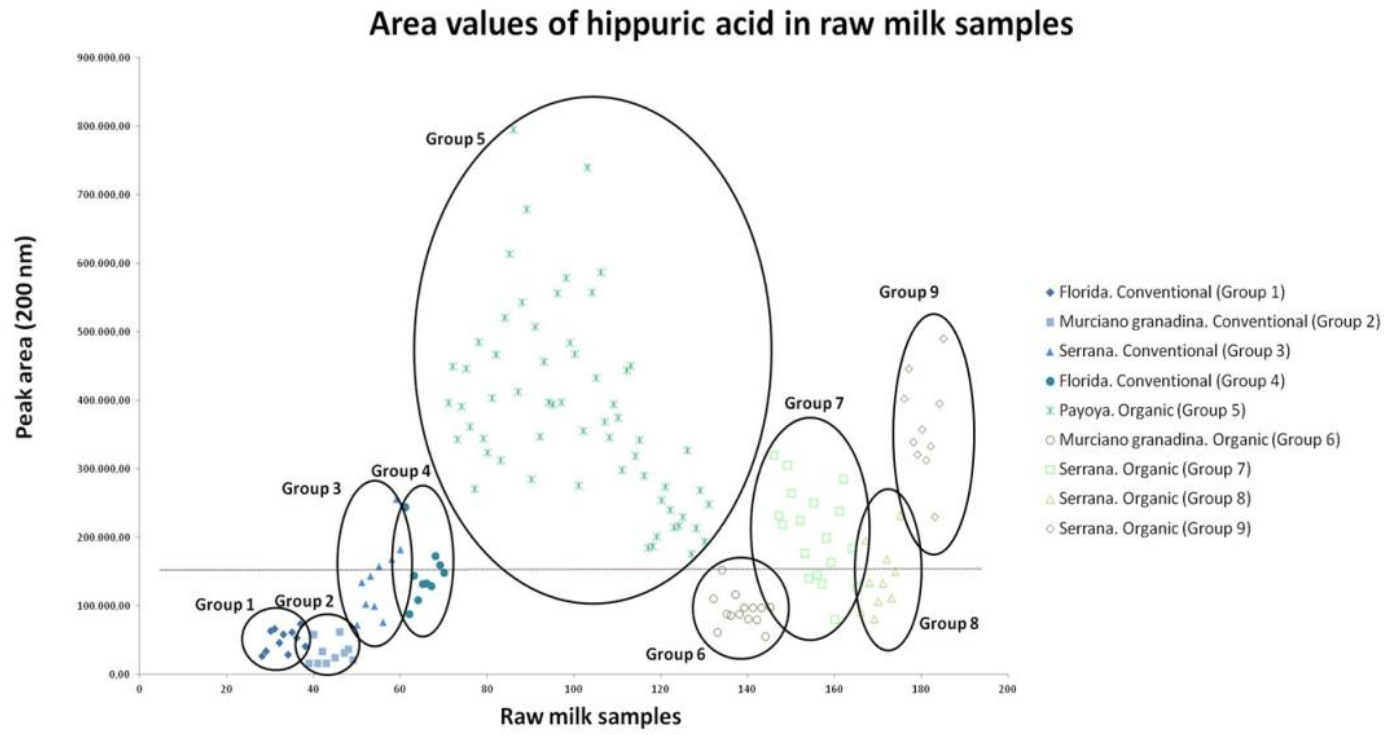 Area values of hippuric acid in raw milk samples
Peak area (200 nm)
900.000,00
800.000,00
700.000,00
600.000,00
500.000,00
400.000,00
300.000,00
200.000,00
100.000,00
0,00
Group 5
Group 9
Group 7
Group 4
Group 3
Group 1
Group 2
Group 8
Group 6
0 20 40 60 80 100 120 140 160 180 200
Raw milk samples
Florida. Conventional (Group 1)
Murciano granadina. Conventional (Group 2)
Serrana. Conventional (Group 3)
Florida. Conventional (Group 4)
Payoya. Organic (Group 5)
Murciano granadina. Organic (Group 6)
Serrana. Organic (Group 7)
Serrana. Organic (Group 8)
Serrana. Organic (Group 9)